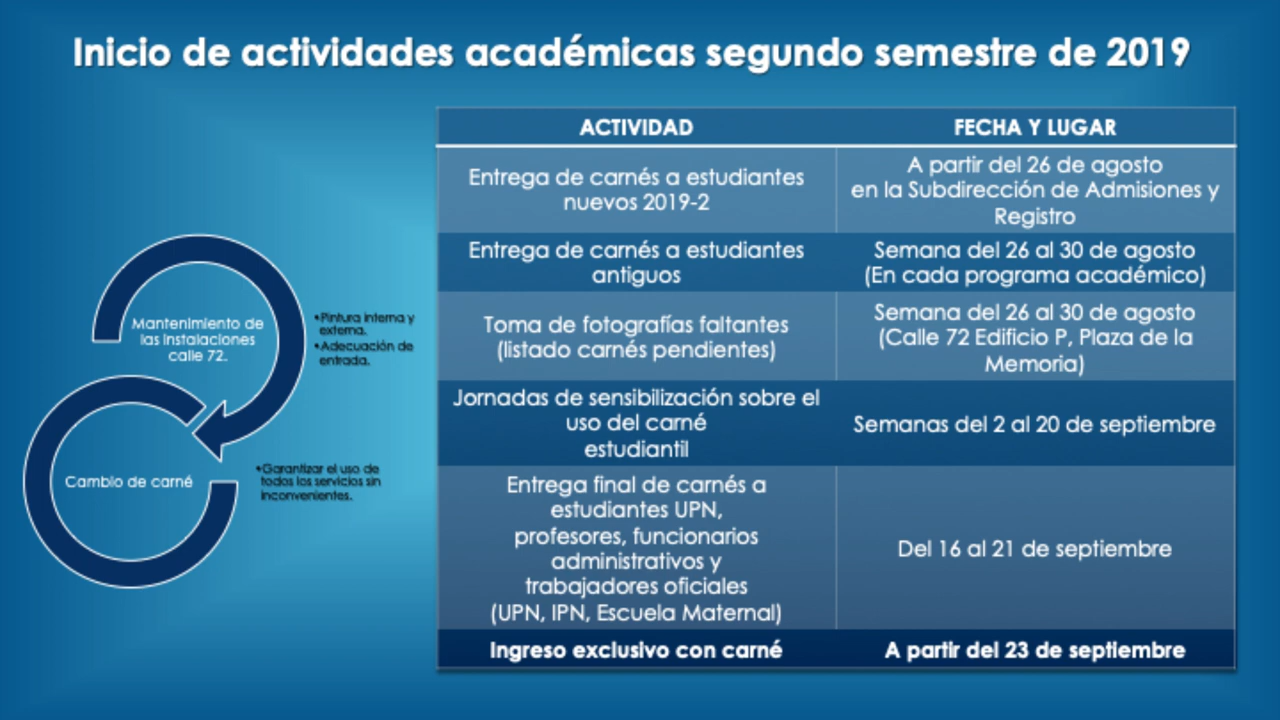 Inicio de actividades académicas segundo semestre de 2019
Mantenimiento de
las instalaciones
calle 72.
•Pintura interna y
externa.
•Adecuación de
entrada.
Cambio de carné
•Garantizar el uso de
todos los servicios sin
inconvenientes.
ACTIVIDAD
FECHA Y LUGAR
Entrega de carnés a estudiantes
nuevos 2019-2
A partir del 26 de agosto
en la Subdirección de Admisiones y
Registro
Entrega de carnés a estudiantes
antiguos
Semana del 26 al 30 de agosto
(En cada programa académico)
Toma de fotografías faltantes
(listado carnés pendientes)
Semana del 26 al 30 de agosto
(Calle 72 Edificio P, Plaza de la
Memoria)
Jornadas de sensibilización sobre el
uso del carné
estudiantil
Semanas del 2 al 20 de septiembre
Entrega final de carnés a
estudiantes UPN,
profesores, funcionarios
administrativos y
trabajadores oficiales
(UPN, IPN, Escuela Maternal)
Del 16 al 21 de septiembre
Ingreso exclusivo con carné
A partir del 23 de septiembre